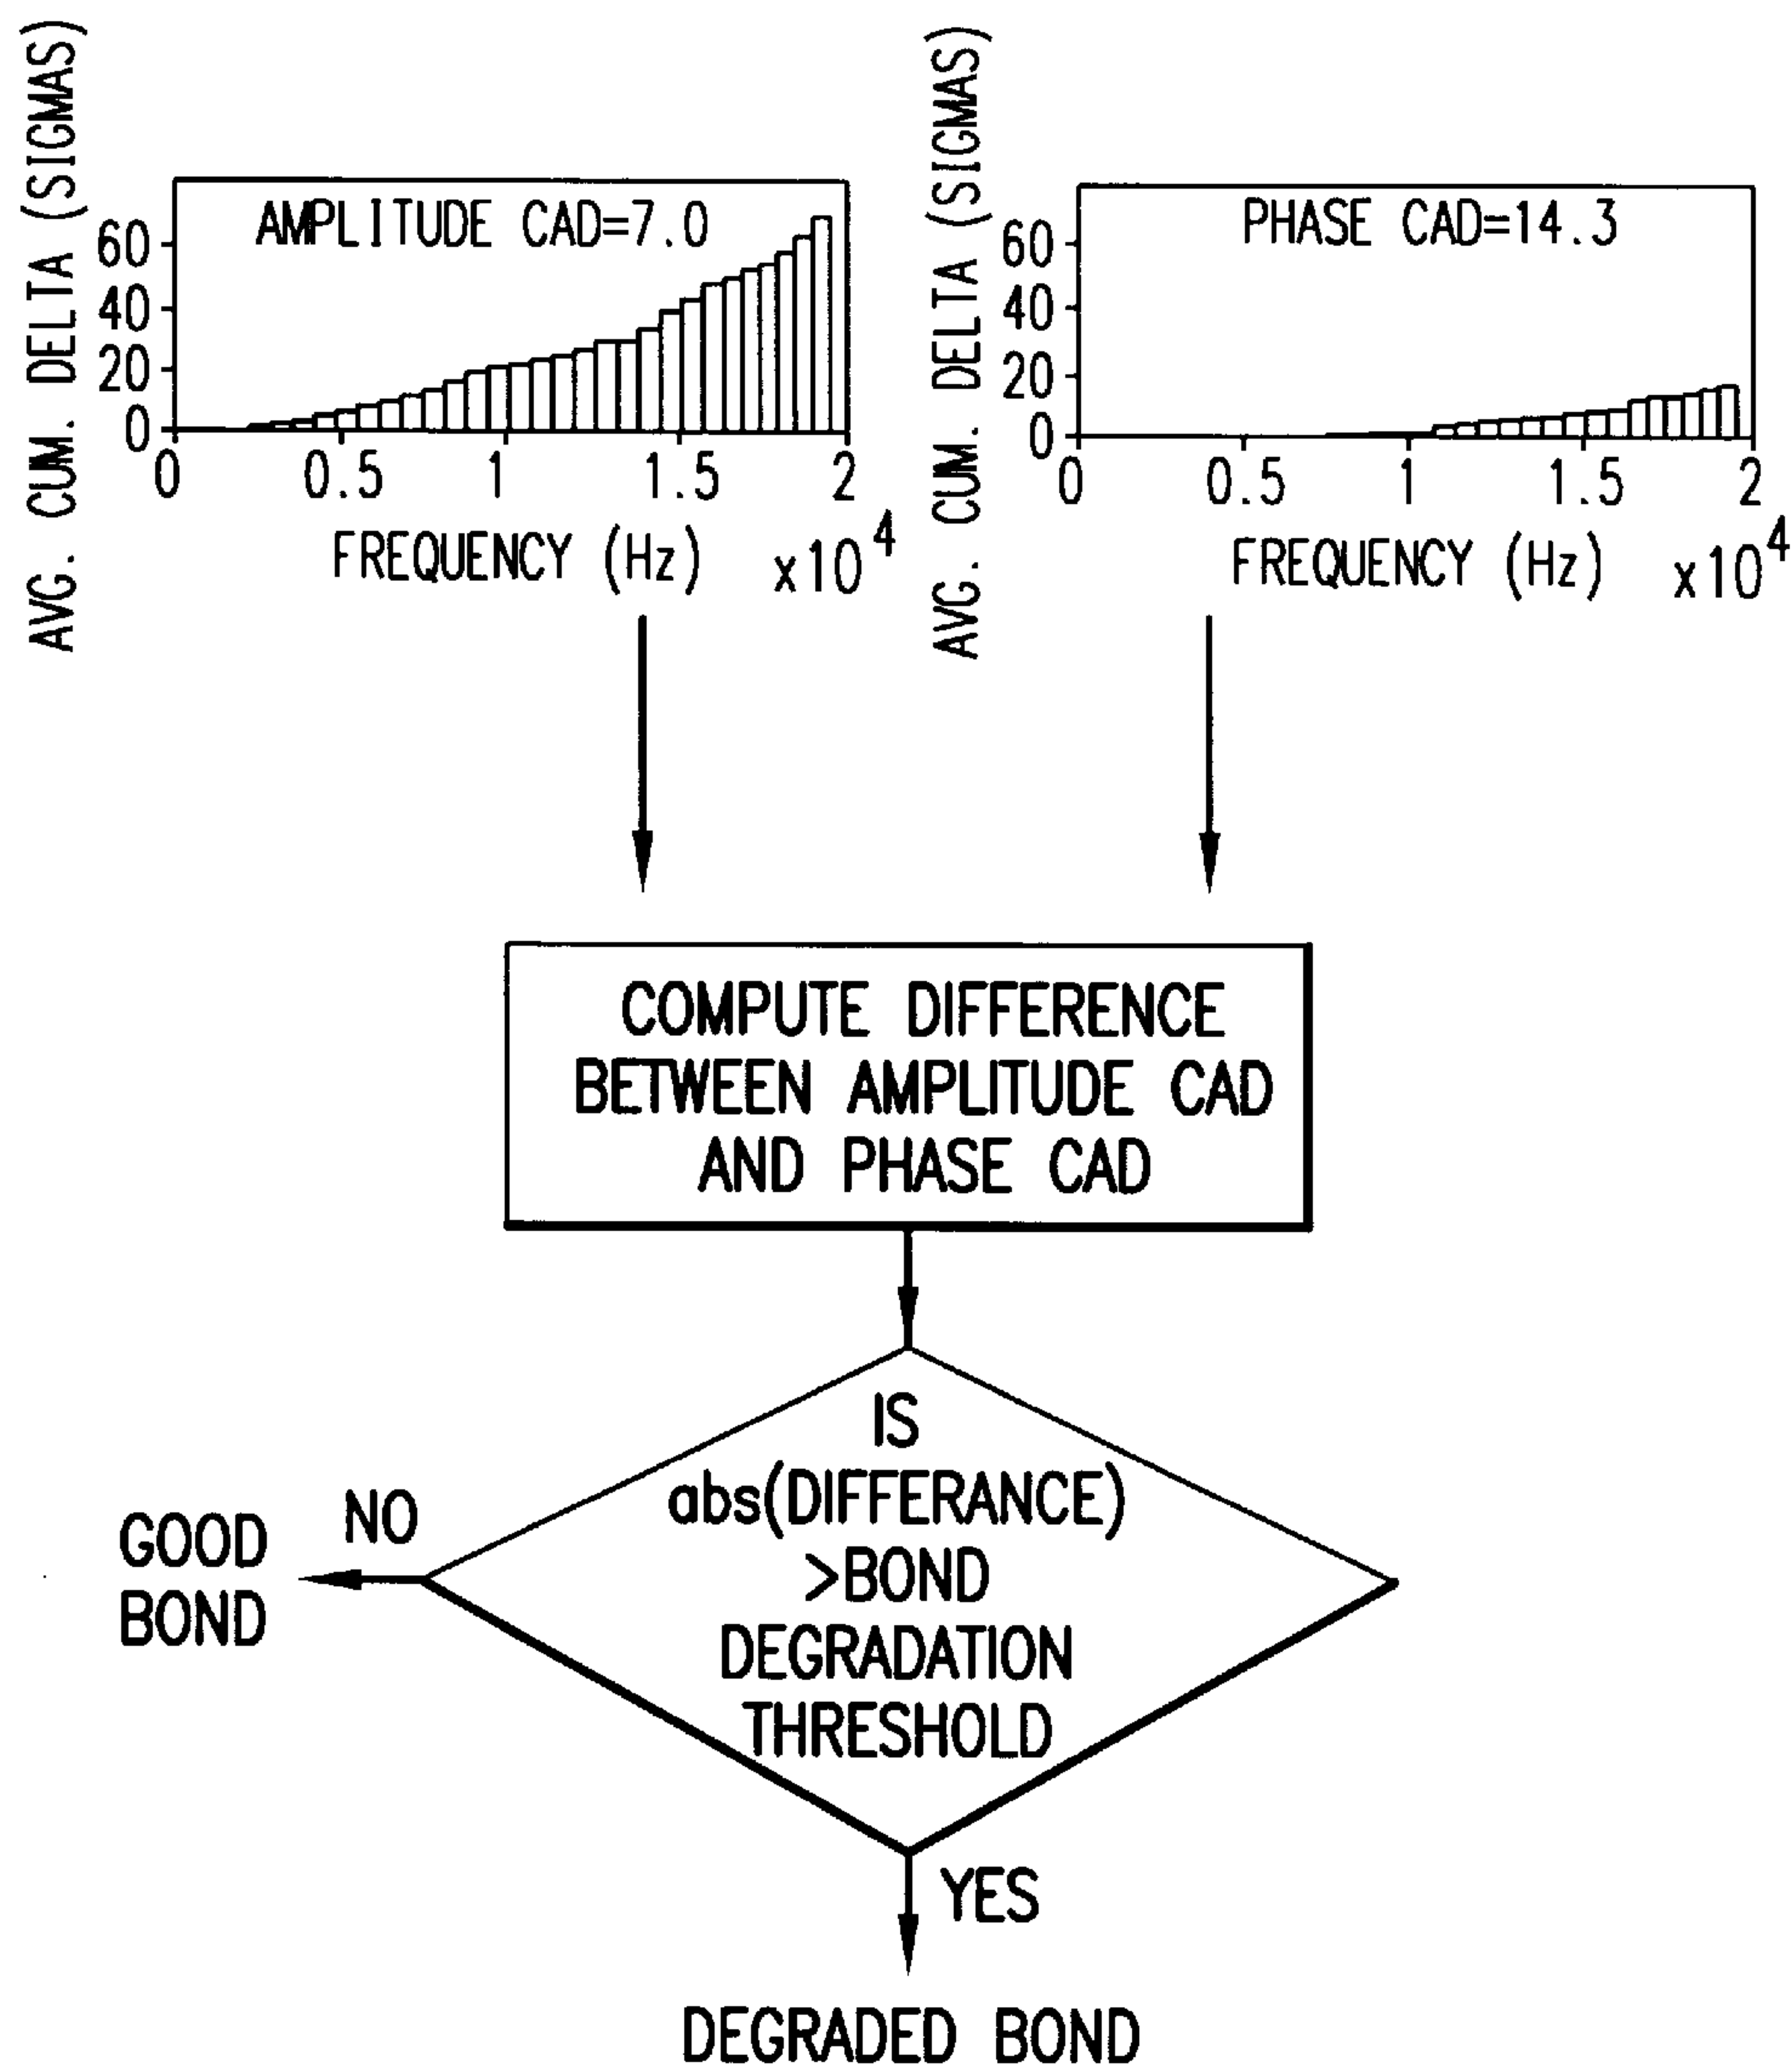 AVG. CUM. DELTA (SIGMAS)
AMPLITUDE CAD=7.0
60
40
20
0
0 0.5 1 1.5 2
FREQUENCY (Hz) x10^4
AVG. CUM. DELTA (SIGMAS)
PHASE CAD=14.3
60
40
20
0
0 0.5 1 1.5 2
FREQUENCY (Hz) x10^4
COMPUTE DIFFERENCE
BETWEEN AMPLITUDE CAD
AND PHASE CAD
IS
abs(DIFFERANCE)
>BOND
DEGRADATION
THRESHOLD
NO
GOOD
BOND
YES
DEGRADED BOND